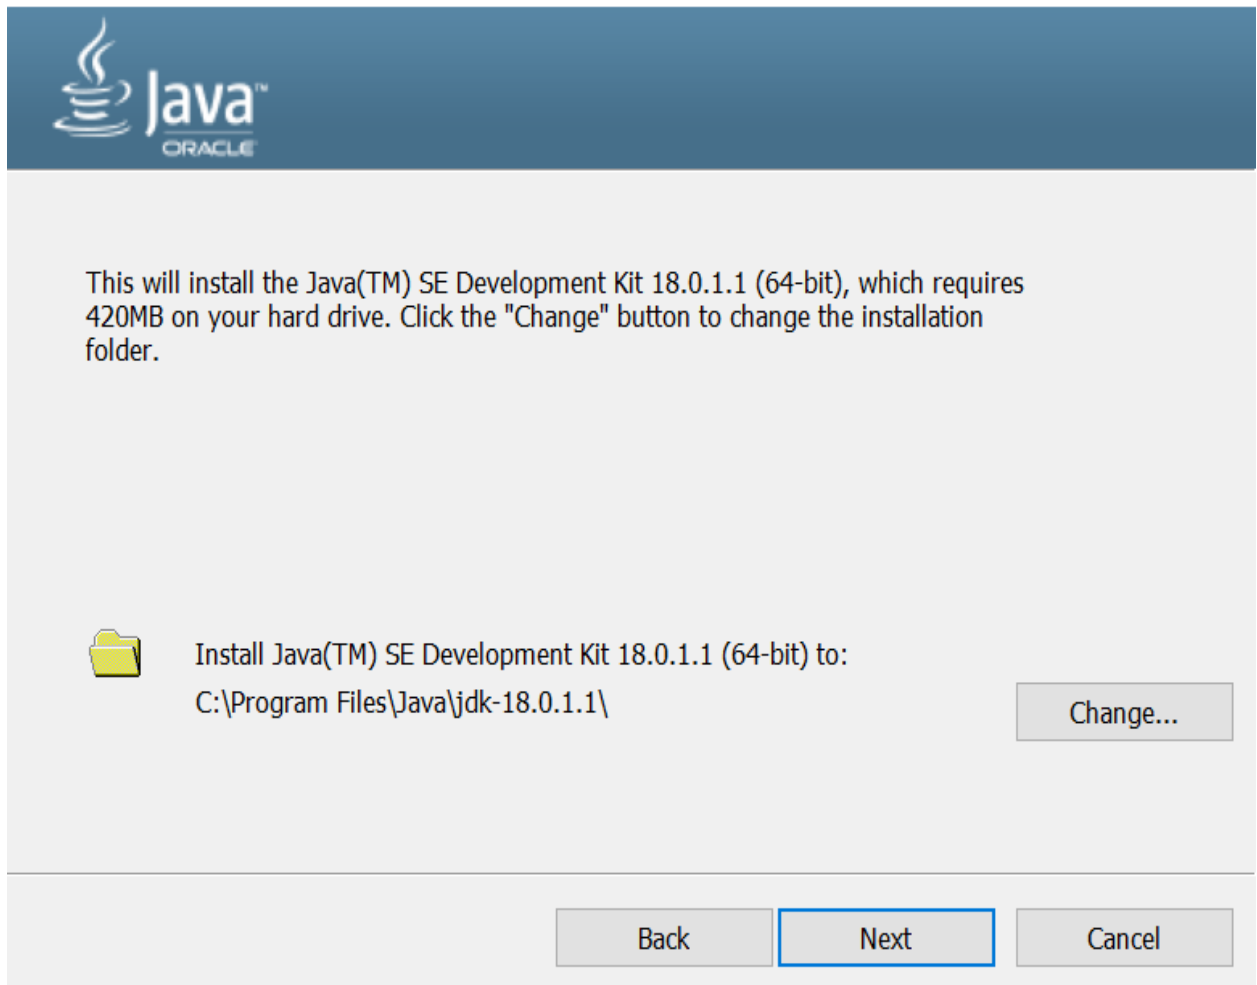 Java™
ORACLE
This will install the Java(TM) SE Development Kit 18.0.1.1 (64-bit), which requires
420MB on your hard drive. Click the "Change" button to change the installation
folder.
Install Java(TM) SE Development Kit 18.0.1.1 (64-bit) to:
C:\Program Files\Java\jdk-18.0.1.1\
Change...
Back
Next
Cancel